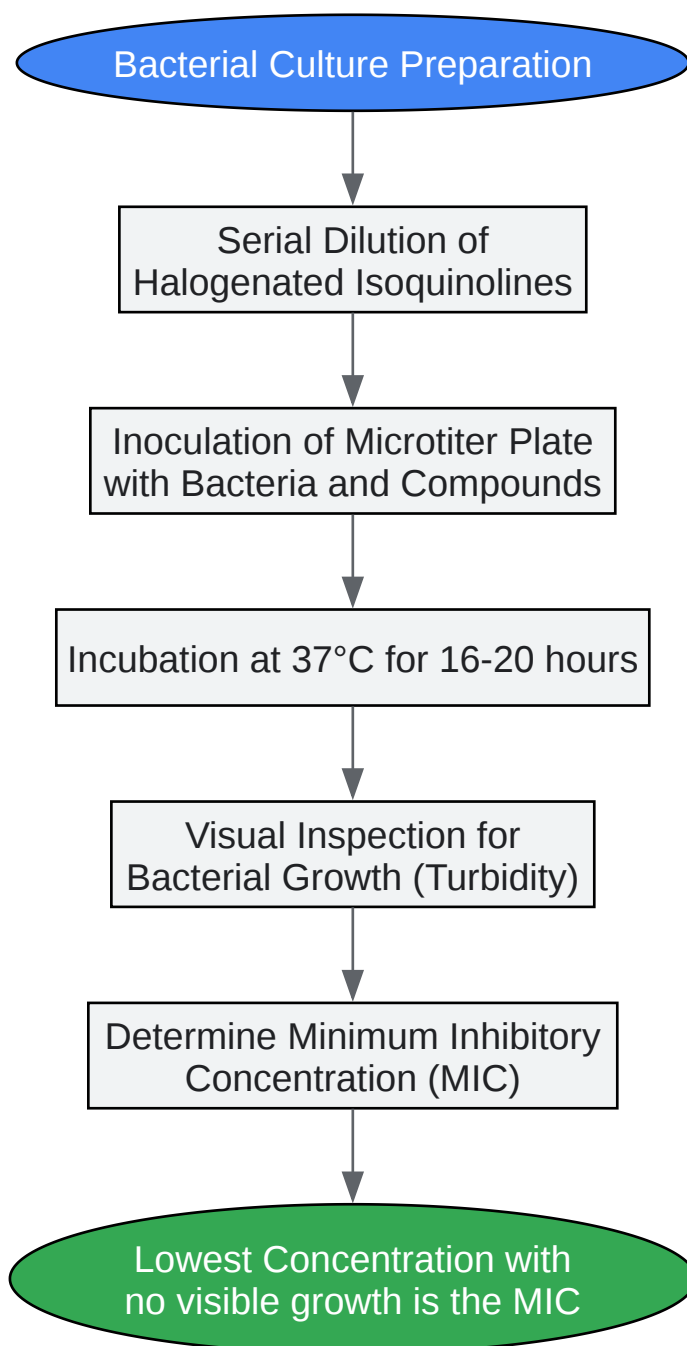 Bacterial Culture Preparation
Serial Dilution of
Halogenated Isoquinolines
Inoculation of Microtiter Plate
with Bacteria and Compounds
Incubation at 37°C for 16-20 hours
Visual Inspection for
Bacterial Growth (Turbidity)
Determine Minimum Inhibitory
Concentration (MIC)
Lowest Concentration with
no visible growth is the MIC